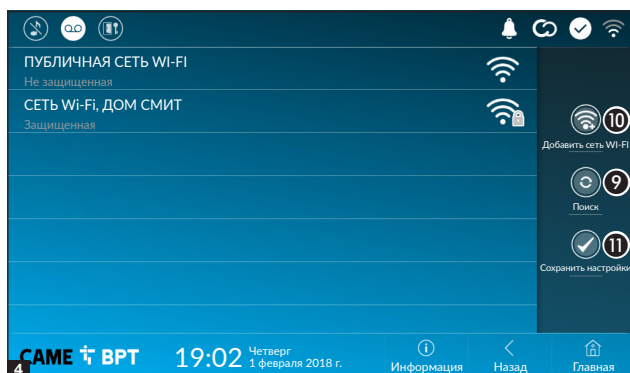 ПУБЛИЧНАЯ СЕТЬ WI-FI
Не защищенная
СЕТЬ Wi-Fi, ДОМ СМИТ
Защищенная
10
Добавить сеть WI-FI
9
Поиск
11
Сохранить настройки
4
CAME BPT
19:02
Четверг
1 февраля 2018 г.
Информация
Назад
Главная